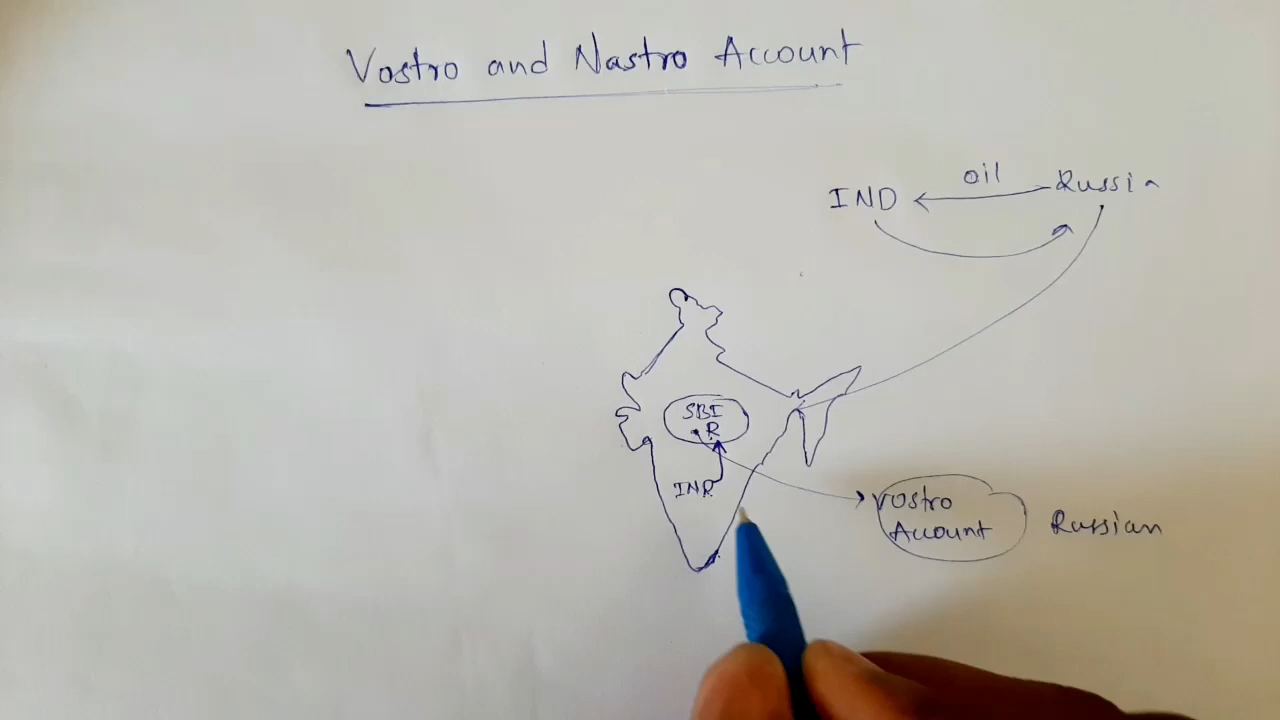 Vostro and Nastro Account
oil
IND
Russia
SBI
R
INR
Vostro
Account
Russian